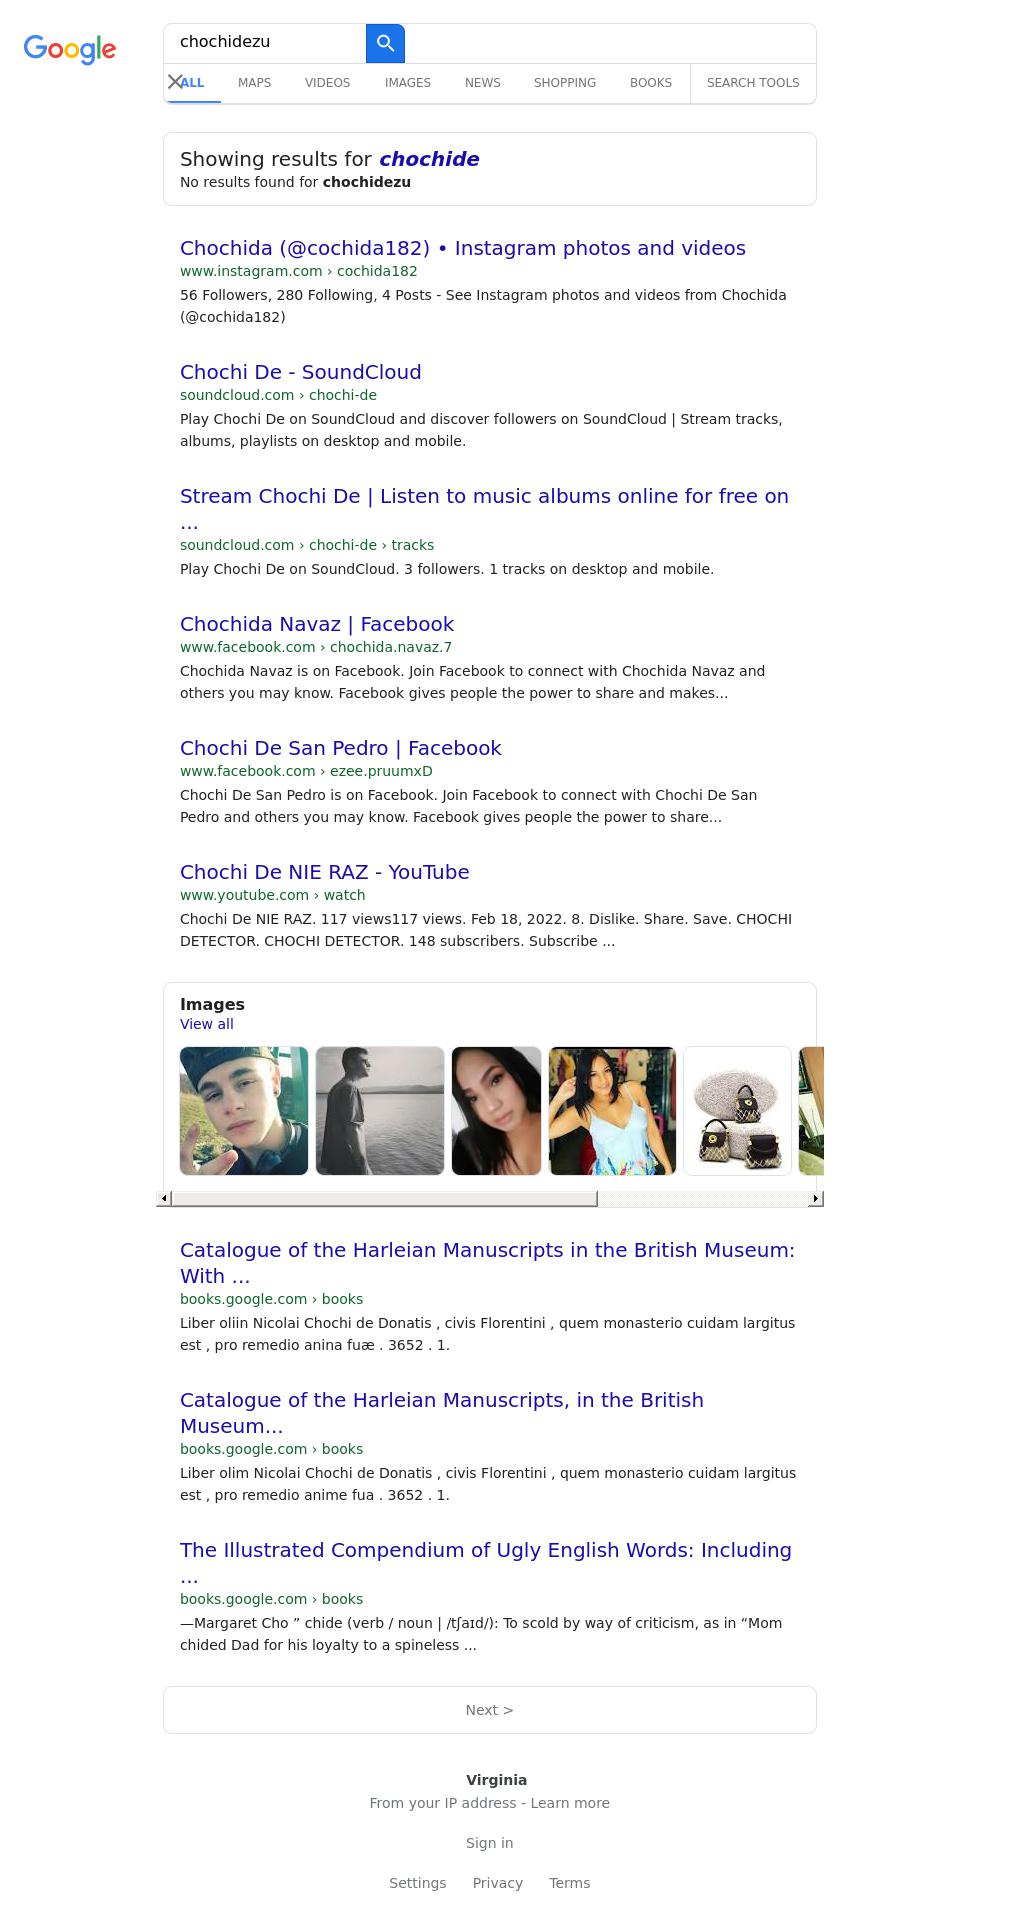 Google
chochidezu
ALL MAPS VIDEOS IMAGES NEWS SHOPPING BOOKS SEARCH TOOLS
Showing results for chochide
No results found for chochidezu
Chochida (@cochida182) • Instagram photos and videos
www.instagram.com › cochida182
56 Followers, 280 Following, 4 Posts - See Instagram photos and videos from Chochida
(@cochida182)
Chochi De - SoundCloud
soundcloud.com › chochi-de
Play Chochi De on SoundCloud and discover followers on SoundCloud | Stream tracks,
albums, playlists on desktop and mobile.
Stream Chochi De | Listen to music albums online for free on
...
soundcloud.com › chochi-de › tracks
Play Chochi De on SoundCloud. 3 followers. 1 tracks on desktop and mobile.
Chochida Navaz | Facebook
www.facebook.com › chochida.navaz.7
Chochida Navaz is on Facebook. Join Facebook to connect with Chochida Navaz and
others you may know. Facebook gives people the power to share and makes...
Chochi De San Pedro | Facebook
www.facebook.com › ezee.pruumxD
Chochi De San Pedro is on Facebook. Join Facebook to connect with Chochi De San
Pedro and others you may know. Facebook gives people the power to share...
Chochi De NIE RAZ - YouTube
www.youtube.com › watch
Chochi De NIE RAZ. 117 views117 views. Feb 18, 2022. 8. Dislike. Share. Save. CHOCHI
DETECTOR. CHOCHI DETECTOR. 148 subscribers. Subscribe ...
Images
View all
Catalogue of the Harleian Manuscripts in the British Museum:
With ...
books.google.com › books
Liber oliin Nicolai Chochi de Donatis , civis Florentini , quem monasterio cuidam largitus
est , pro remedio anina fuæ . 3652 . 1.
Catalogue of the Harleian Manuscripts, in the British
Museum...
books.google.com › books
Liber olim Nicolai Chochi de Donatis , civis Florentini , quem monasterio cuidam largitus
est , pro remedio anime fua . 3652 . 1.
The Illustrated Compendium of Ugly English Words: Including
...
books.google.com › books
—Margaret Cho ” chide (verb / noun | /tʃaɪd/): To scold by way of criticism, as in “Mom
chided Dad for his loyalty to a spineless ...
Next >
Virginia
From your IP address - Learn more
Sign in
Settings Privacy Terms